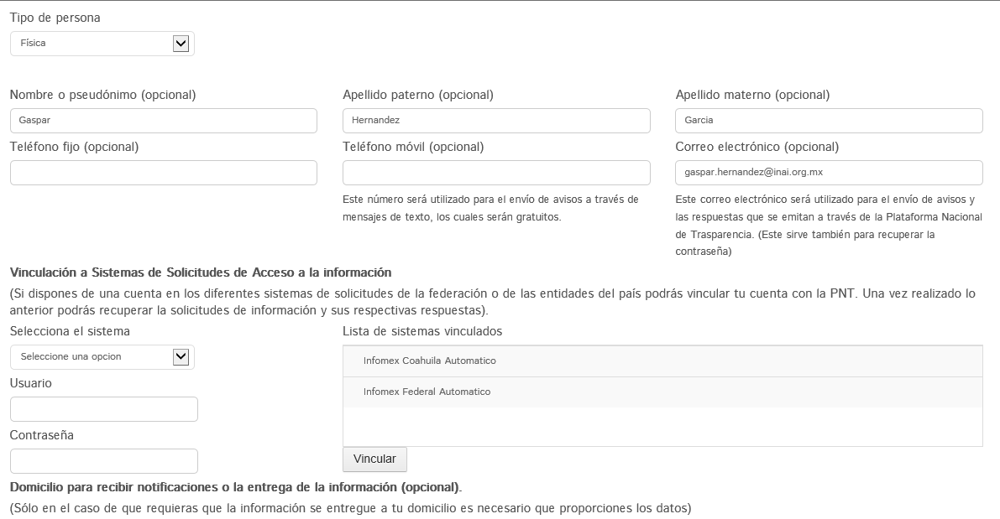 Tipo de persona
Física
Nombre o pseudónimo (opcional)
Apellido paterno (opcional)
Apellido materno (opcional)
Gaspar
Hernandez
Garcia
Teléfono fijo (opcional)
Teléfono móvil (opcional)
Correo electrónico (opcional)
gaspar.hernandez@inai.org.mx
Este número será utilizado para el envío de avisos a través de
mensajes de texto, los cuales serán gratuitos.
Este correo electrónico será utilizado para el envío de avisos y
las respuestas que se emitan a través de la Plataforma Nacional
de Trasparencia. (Este sirve también para recuperar la
contraseña)
Vinculación a Sistemas de Solicitudes de Acceso a la información
(Si dispones de una cuenta en los diferentes sistemas de solicitudes de la federación o de las entidades del país podrás vincular tu cuenta con la PNT. Una vez realizado lo
anterior podrás recuperar la solicitudes de información y sus respectivas respuestas).
Selecciona el sistema
Seleccione una opcion
Usuario
Contraseña
Lista de sistemas vinculados
Infomex Coahuila Automatico
Infomex Federal Automatico
Vincular
Domicilio para recibir notificaciones o la entrega de la información (opcional).
(Sólo en el caso de que requieras que la información se entregue a tu domicilio es necesario que proporciones los datos)